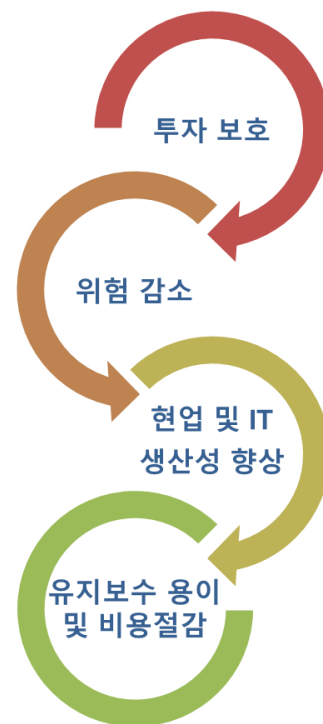 투자 보호
위험 감소
현업 및 IT
생산성 향상
유지보수 용이
및 비용절감